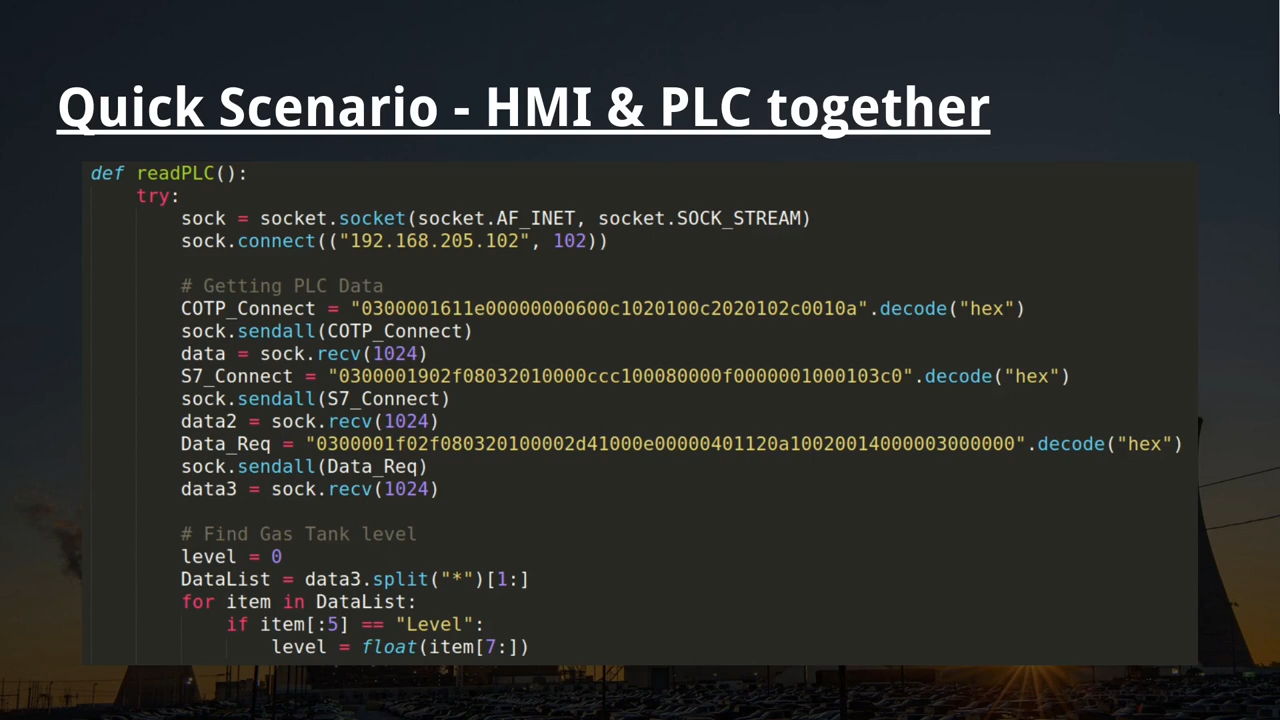 Quick Scenario - HMI & PLC together
def readPLC():
try:
sock = socket.socket(socket.AF_INET, socket.SOCK_STREAM)
sock.connect(("192.168.205.102", 102))
# Getting PLC Data
COTP_Connect = "0300001611e00000000600c1020100c2020102c0010a".decode("hex")
sock.sendall(COTP_Connect)
data = sock.recv(1024)
S7_Connect = "0300001902f08032010000ccc100080000f0000001000103c0".decode("hex")
sock.sendall(S7_Connect)
data2 = sock.recv(1024)
Data_Req = "0300001f02f080320100002d41000e00000401120a10020014000003000000".decode("hex")
sock.sendall(Data_Req)
data3 = sock.recv(1024)
# Find Gas Tank level
level = 0
DataList = data3.split("*")[1:]
for item in DataList:
if item[:5] == "Level":
level = float(item[7:])